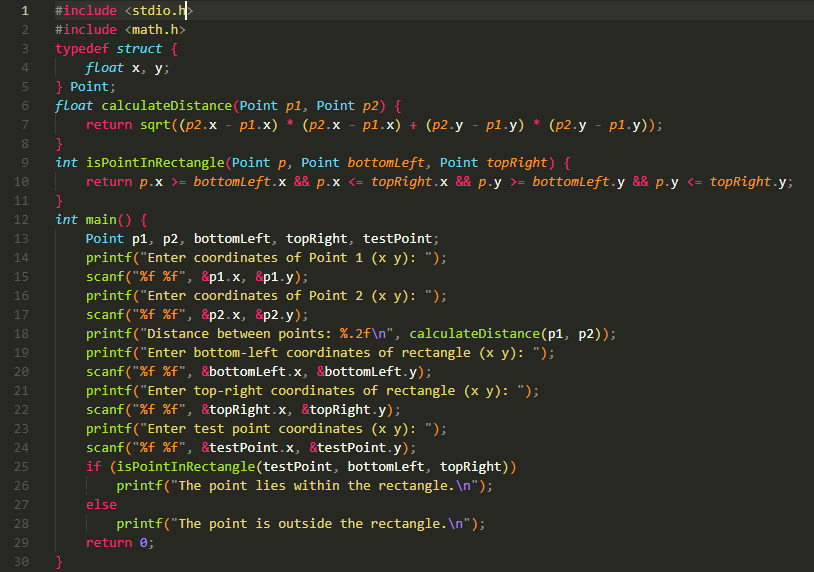 1 #include <stdio.h>
2 #include <math.h>
3 typedef struct {
4     float x, y;
5 } Point;
6 float calculateDistance(Point p1, Point p2) {
7     return sqrt((p2.x - p1.x) * (p2.x - p1.x) + (p2.y - p1.y) * (p2.y - p1.y));
8 }
9 int isPointInRectangle(Point p, Point bottomLeft, Point topRight) {
10     return p.x >= bottomLeft.x && p.x <= topRight.x && p.y >= bottomLeft.y && p.y <= topRight.y;
11 }
12 int main() {
13     Point p1, p2, bottomLeft, topRight, testPoint;
14     printf("Enter coordinates of Point 1 (x y): ");
15     scanf("%f %f", &p1.x, &p1.y);
16     printf("Enter coordinates of Point 2 (x y): ");
17     scanf("%f %f", &p2.x, &p2.y);
18     printf("Distance between points: %.2f\n", calculateDistance(p1, p2));
19     printf("Enter bottom-left coordinates of rectangle (x y): ");
20     scanf("%f %f", &bottomLeft.x, &bottomLeft.y);
21     printf("Enter top-right coordinates of rectangle (x y): ");
22     scanf("%f %f", &topRight.x, &topRight.y);
23     printf("Enter test point coordinates (x y): ");
24     scanf("%f %f", &testPoint.x, &testPoint.y);
25     if (isPointInRectangle(testPoint, bottomLeft, topRight))
26         printf("The point lies within the rectangle.\n");
27     else
28         printf("The point is outside the rectangle.\n");
29     return 0;
30 }